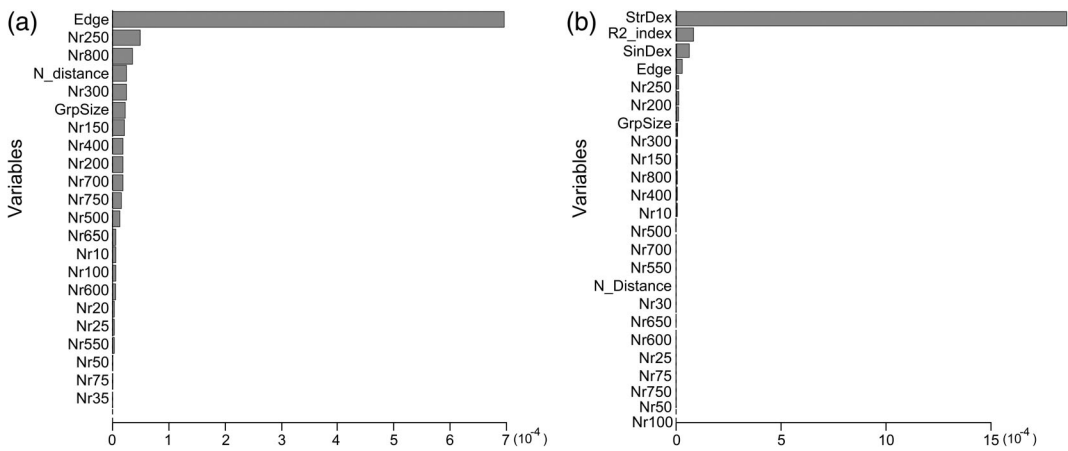 (a)
Variables
Edge
Nr250
Nr800
N_distance
Nr300
GrpSize
Nr150
Nr400
Nr200
Nr700
Nr750
Nr500
Nr650
Nr10
Nr100
Nr600
Nr20
Nr25
Nr550
Nr50
Nr75
Nr35
0 1 2 3 4 5 6 7 (10-4)
(b)
Variables
StrDex
R2_index
SinDex
Edge
Nr250
Nr200
GrpSize
Nr300
Nr150
Nr800
Nr400
Nr10
Nr500
Nr700
Nr550
N_Distance
Nr30
Nr650
Nr600
Nr25
Nr75
Nr750
Nr50
Nr100
0 5 10 15 (10-4)